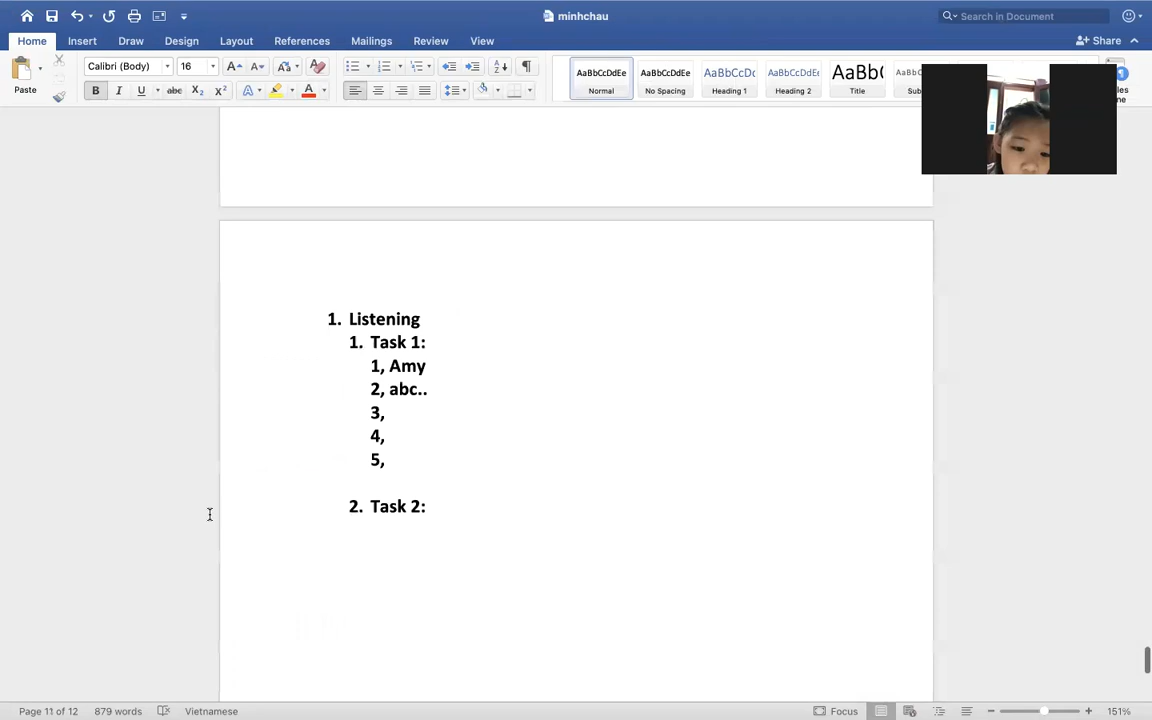 minhchau
Search in Document
Home Insert Draw Design Layout References Mailings Review View
Share
Paste
Calibri (Body) 16
AaBbCcDdEe AaBbCcDdEe AaBbCcDc AaBbCcDdEe AaBb( AaBbCcDc
Normal No Spacing Heading 1 Heading 2 Title Sub
1. Listening
1. Task 1:
1, Amy
2, abc..
3,
4,
5,
2. Task 2:
Page 11 of 12 879 words Vietnamese Focus 151%